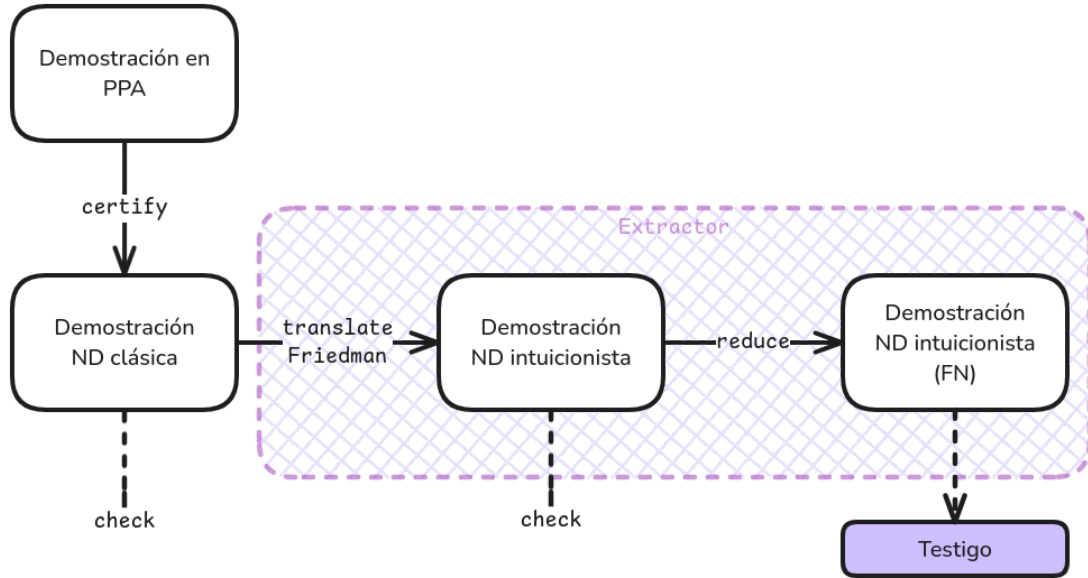 Demostración en
PPA
certify
Extractor
Demostración
ND clásica
translate
Friedman
Demostración
ND intuicionista
reduce
Demostración
ND intuicionista
(FN)
check
check
Testigo